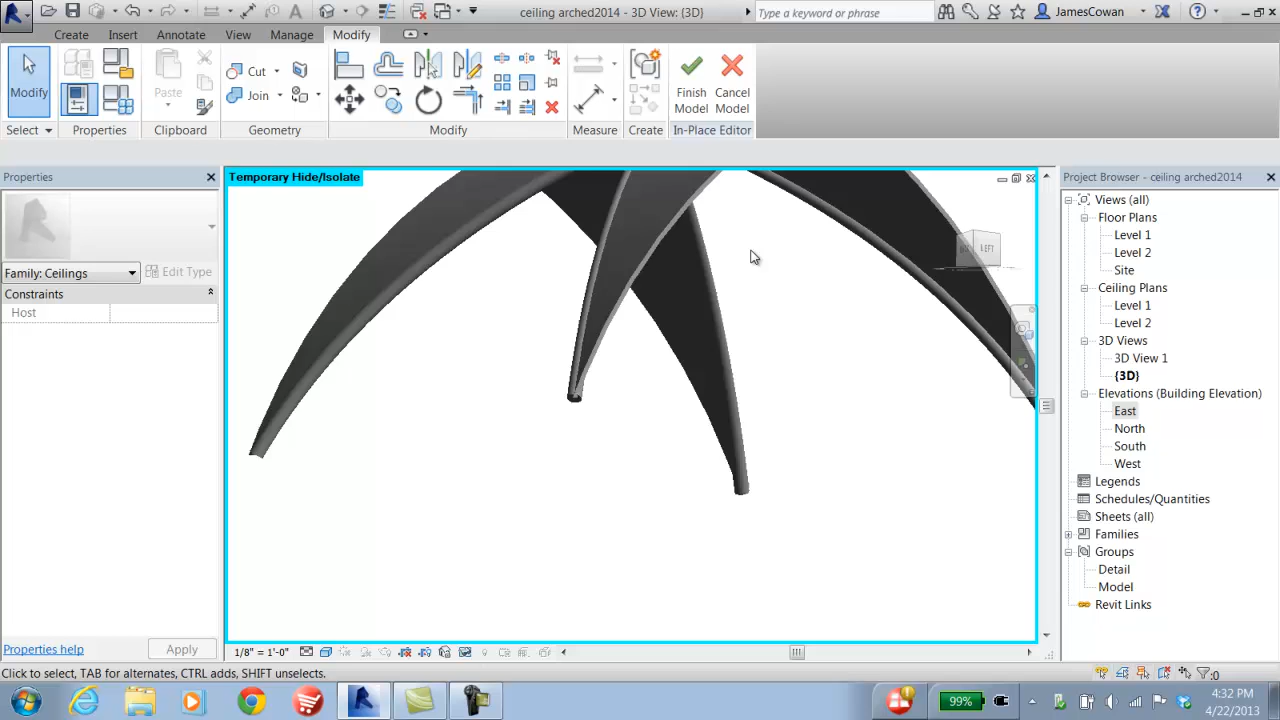 ceiling arched2014 - 3D View: {3D}
Type a keyword or phrase
JamesCowan
Create
Insert
Annotate
View
Manage
Modify
Modify
Paste
Cut
Join
Finish
Model
Cancel
Model
Select
Properties
Clipboard
Geometry
Modify
Measure
Create
In-Place Editor
Properties
Temporary Hide/Isolate
Project Browser - ceiling arched2014
Family: Ceilings
Edit Type
Constraints
Host
LEFT
Views (all)
Floor Plans
Level 1
Level 2
Site
Ceiling Plans
Level 1
Level 2
3D Views
3D View 1
{3D}
Elevations (Building Elevation)
East
North
South
West
Legends
Schedules/Quantities
Sheets (all)
Families
Groups
Detail
Model
Revit Links
Properties help
Apply
1/8" = 1'-0"
Click to select, TAB for alternates, CTRL adds, SHIFT unselects.
:0
99%
4:32 PM
4/22/2013